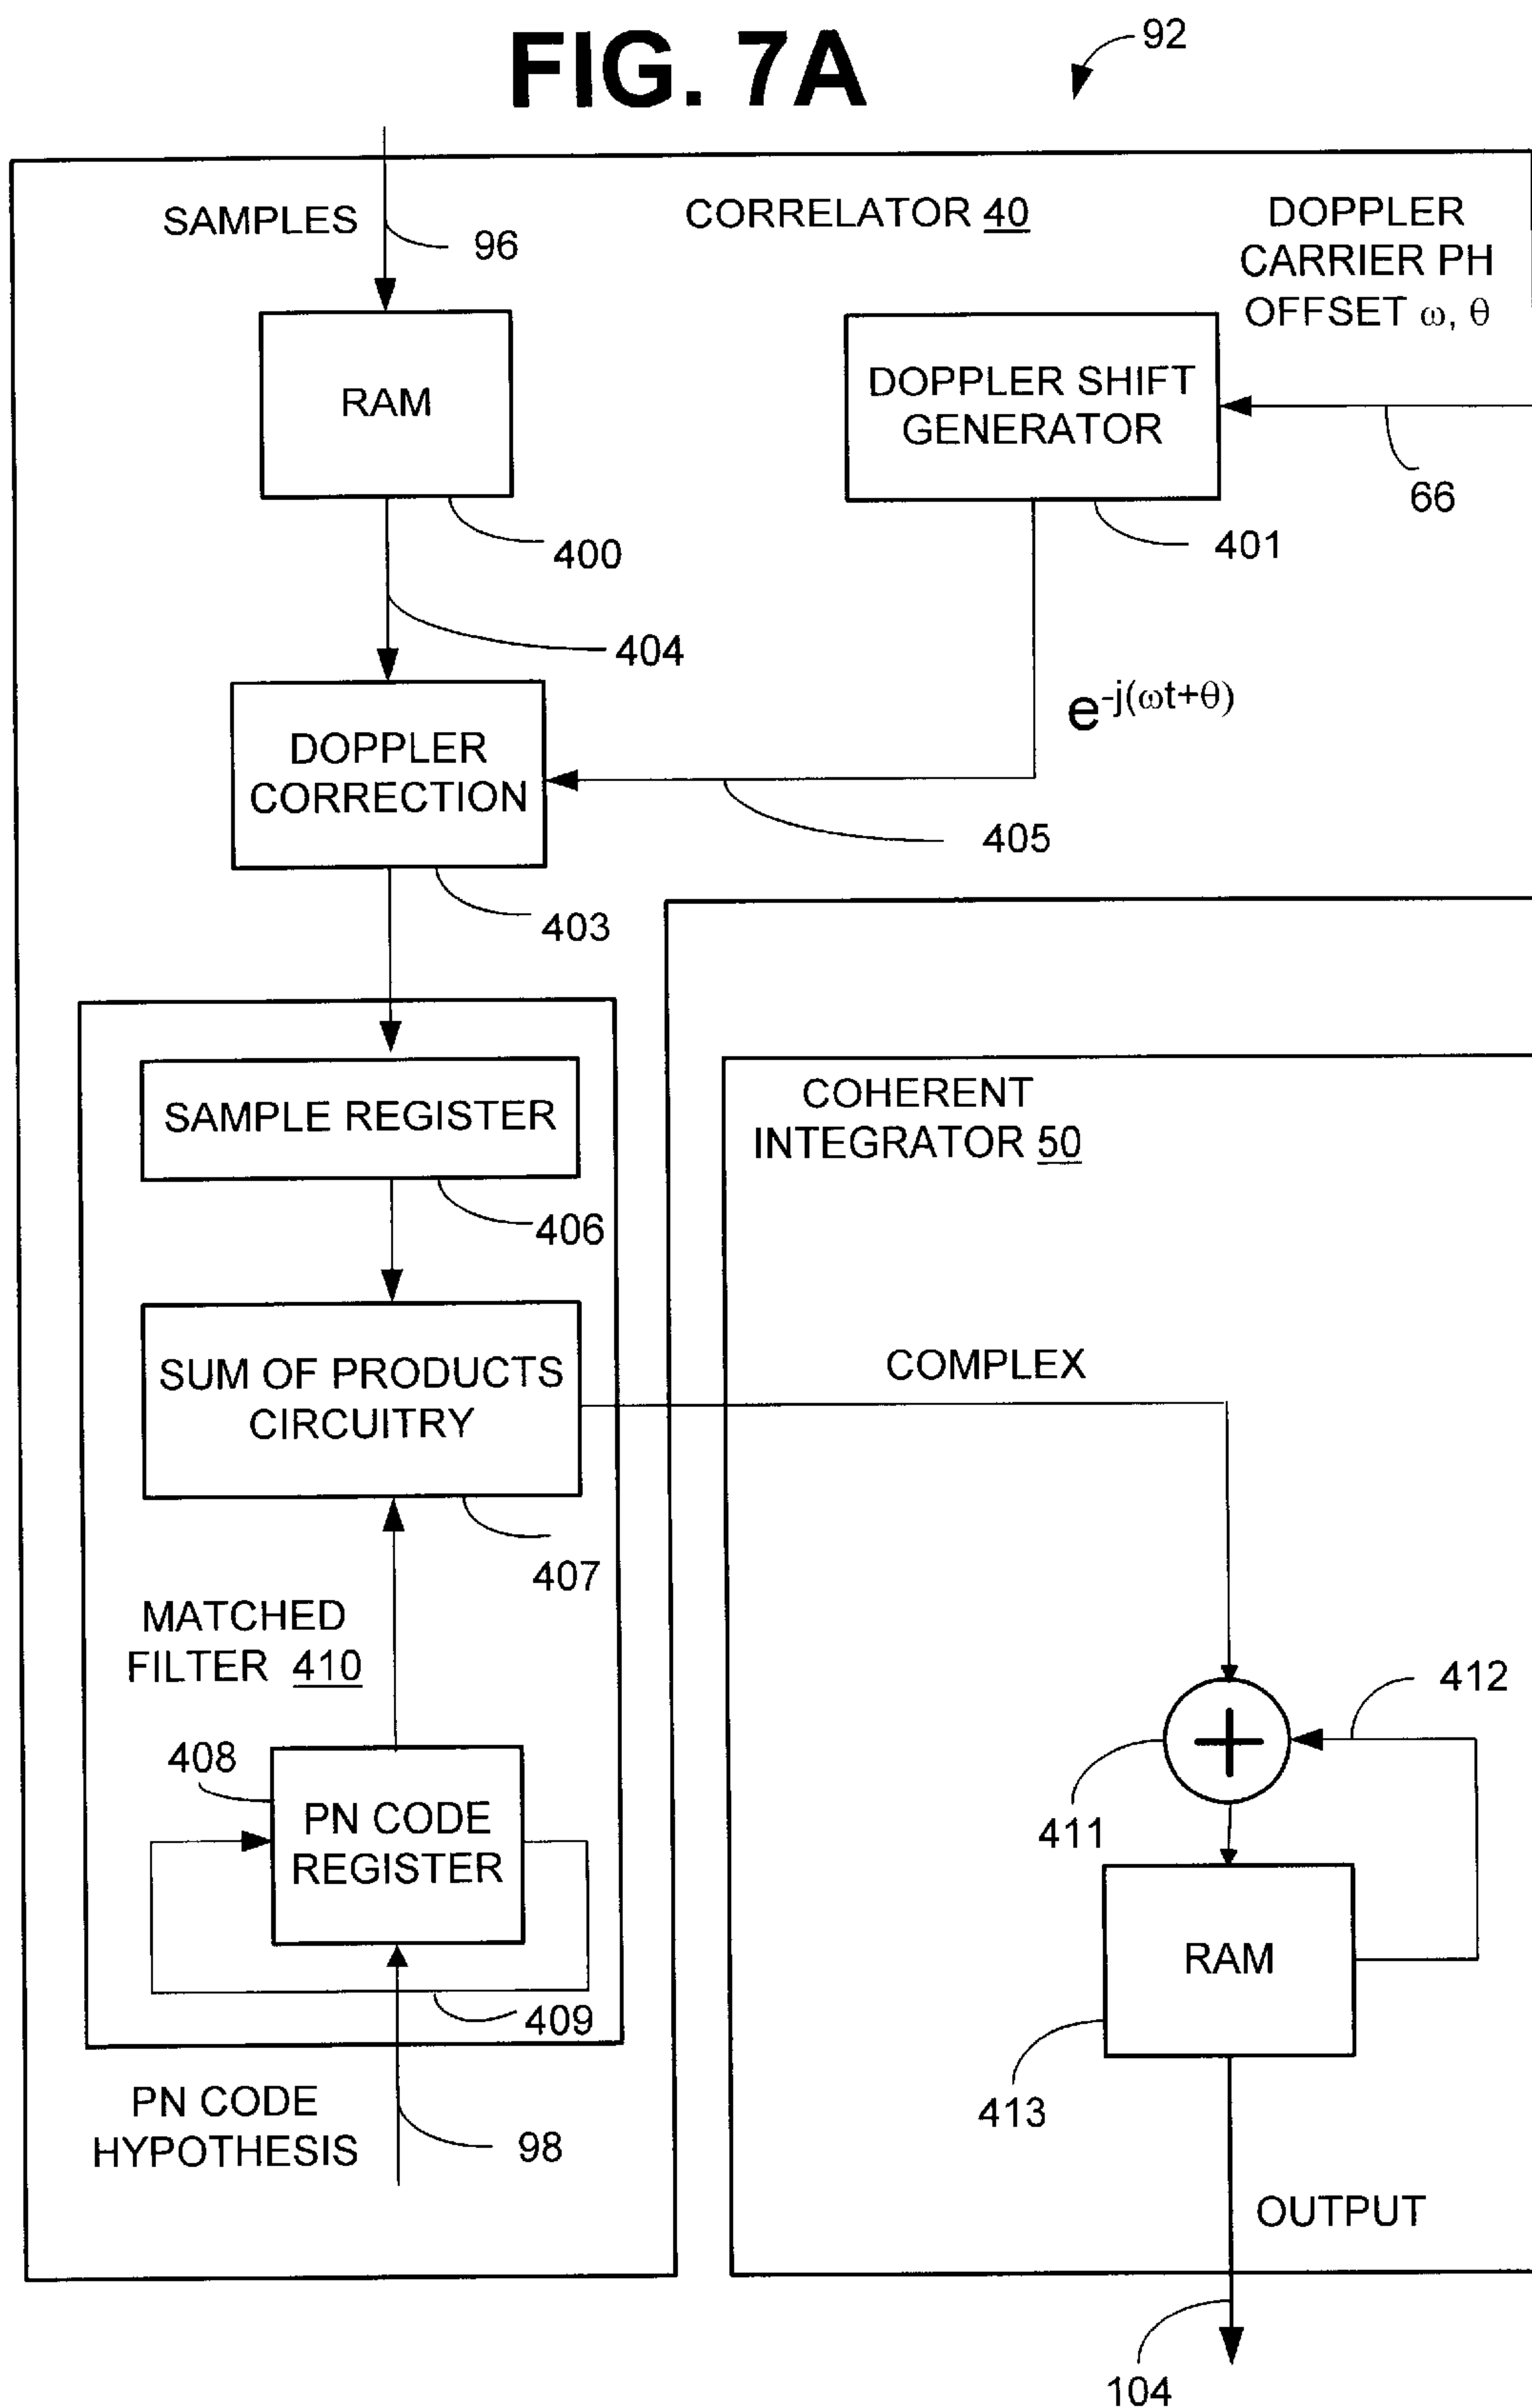 FIG. 7A
92
SAMPLES
96
CORRELATOR 40
DOPPLER
CARRIER PH
OFFSET ω, θ
RAM
400
DOPPLER SHIFT
GENERATOR
66
401
404
e-j(ωt+θ)
DOPPLER
CORRECTION
405
403
SAMPLE REGISTER
406
COHERENT
INTEGRATOR 50
SUM OF PRODUCTS
CIRCUITRY
407
COMPLEX
MATCHED
FILTER 410
408
PN CODE
REGISTER
409
412
411
RAM
413
PN CODE
HYPOTHESIS
98
OUTPUT
104